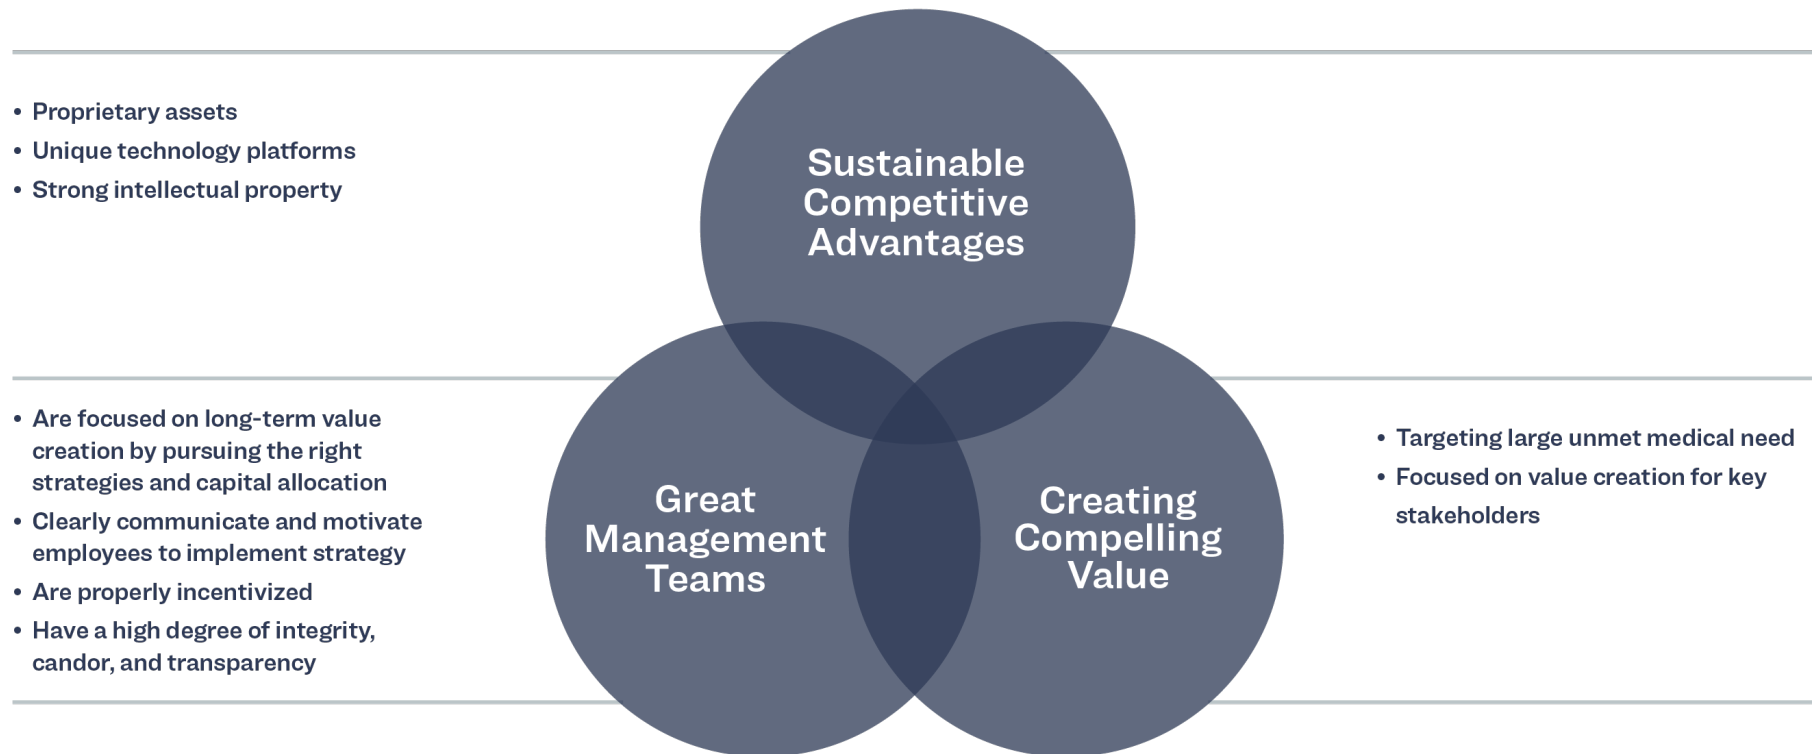 Sustainable
Competitive
Advantages
• Proprietary assets
• Unique technology platforms
• Strong intellectual property
Great
Management
Teams
• Are focused on long-term value
creation by pursuing the right
strategies and capital allocation
• Clearly communicate and motivate
employees to implement strategy
• Are properly incentivized
• Have a high degree of integrity,
candor, and transparency
Creating
Compelling
Value
• Targeting large unmet medical need
• Focused on value creation for key
stakeholders